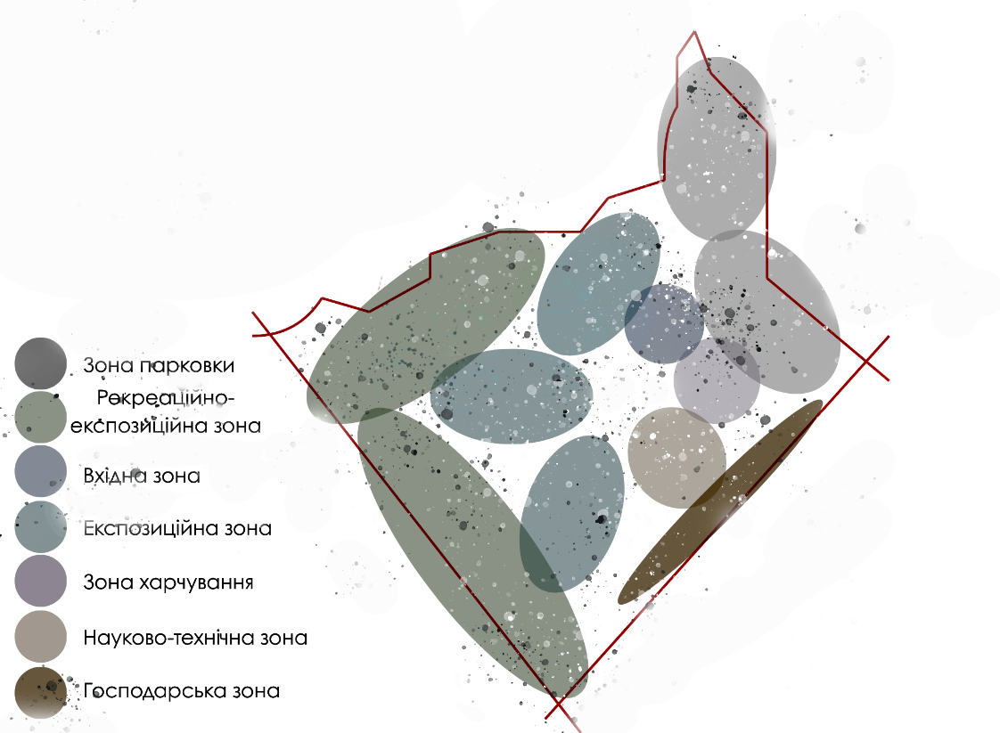 Зона парковки
Рекреаційно-
експозиційна зона
Вхідна зона
Експозиційна зона
Зона харчування
Науково-технічна зона
Господарська зона